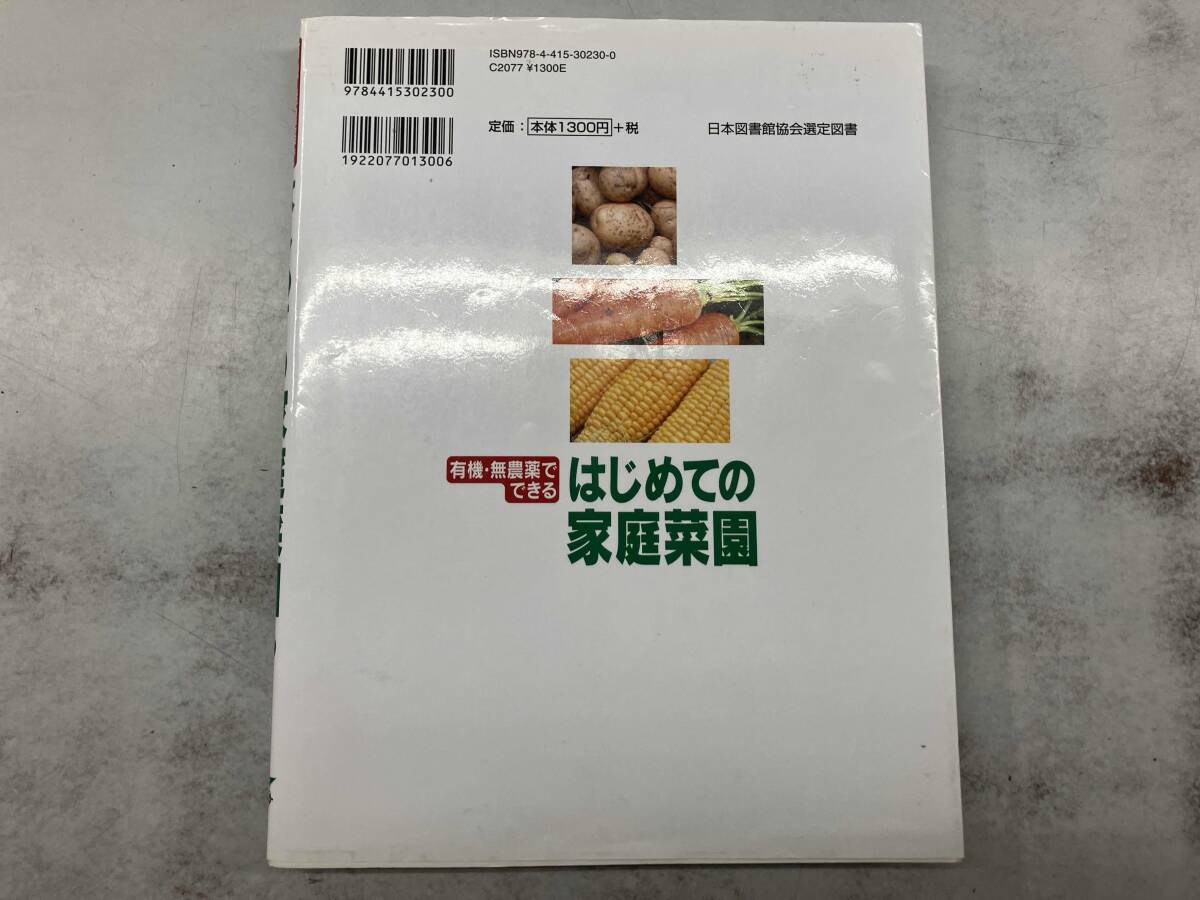 ISBN978-4-415-30230-0
C2077 ¥1300E
9784415302300
定価：本体1300円+税
日本図書館協会選定図書
1922077013006
有機・無農薬で
できる
はじめての
家庭菜園